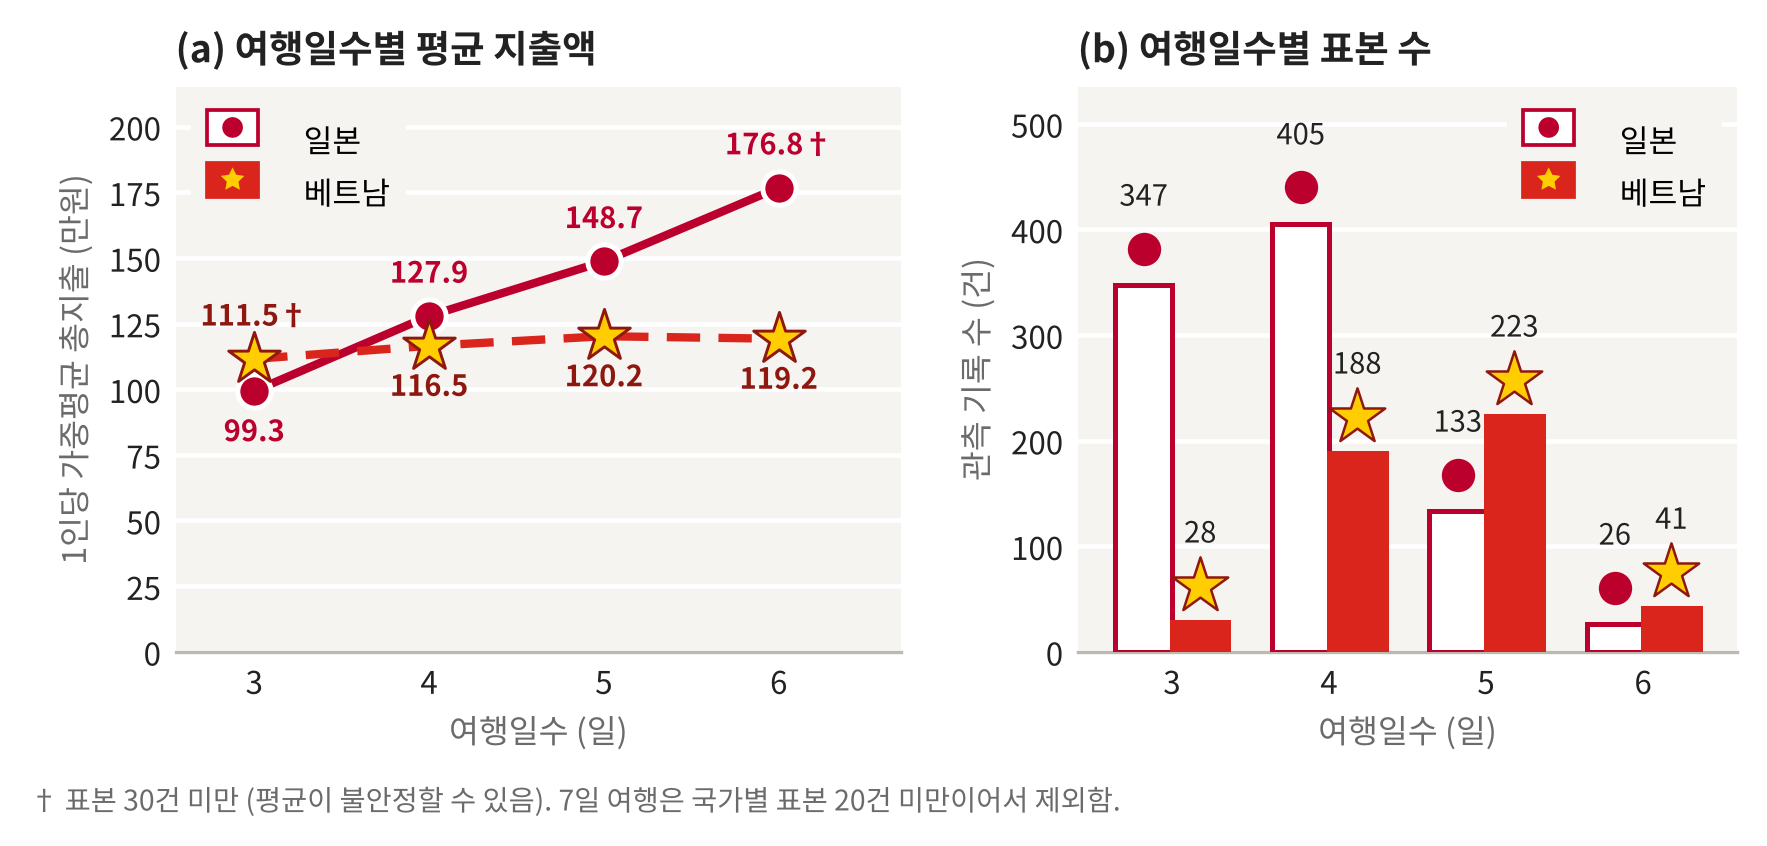 (a) 여행일수별 평균 지출액
일본
베트남
1인당 가중평균 총지출 (만원)
200
175
150
125
100
75
50
25
0
111.5 †
99.3
127.9
116.5
148.7
120.2
176.8 †
119.2
3 4 5 6
여행일수 (일)
(b) 여행일수별 표본 수
일본
베트남
관측 기록 수 (건)
500
400
300
200
100
0
347
28
405
188
133
223
26
41
3 4 5 6
여행일수 (일)
† 표본 30건 미만 (평균이 불안정할 수 있음). 7일 여행은 국가별 표본 20건 미만이어서 제외함.